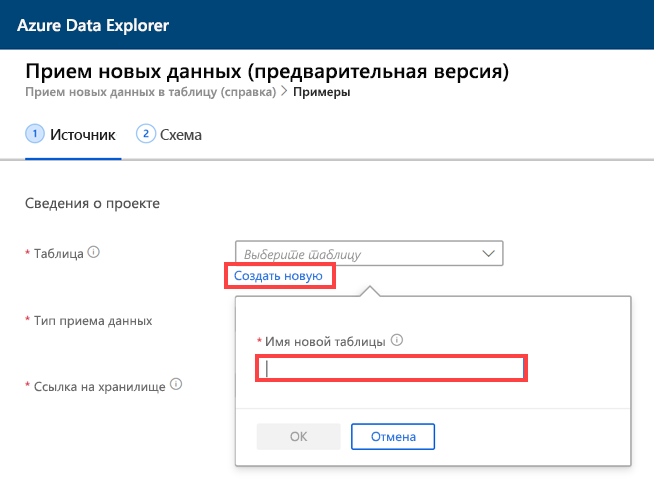 Azure Data Explorer
Прием новых данных (предварительная версия)
Прием новых данных в таблицу (справка) > Примеры
1 Источник 2 Схема
Сведения о проекте
* Таблица
Выберите таблицу
Создать новую
* Тип приема данных
* Имя новой таблицы
* Ссылка на хранилище
ОК Отмена